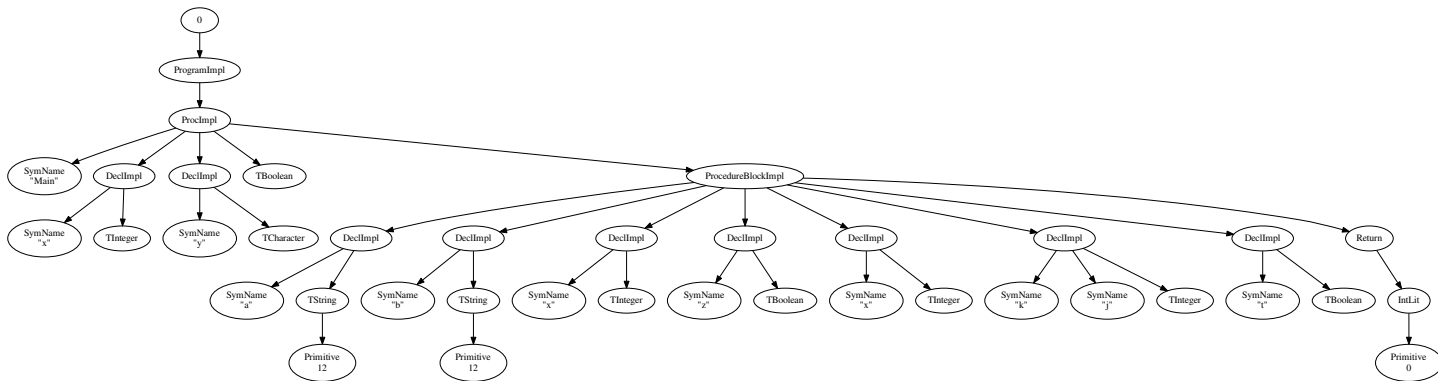 0
ProgramImpl
ProcImpl
SymName
"Main"
DeclImpl
DeclImpl
TBoolean
ProcedureBlockImpl
SymName
"x"
TInteger
SymName
"y"
TCharacter
DeclImpl
DeclImpl
DeclImpl
DeclImpl
DeclImpl
DeclImpl
DeclImpl
Return
SymName
"a"
TString
SymName
"b"
TString
SymName
"x"
TInteger
SymName
"z"
TBoolean
SymName
"x"
TInteger
SymName
"k"
SymName
"j"
TInteger
SymName
"t"
TBoolean
IntLit
Primitive
12
Primitive
12
Primitive
0